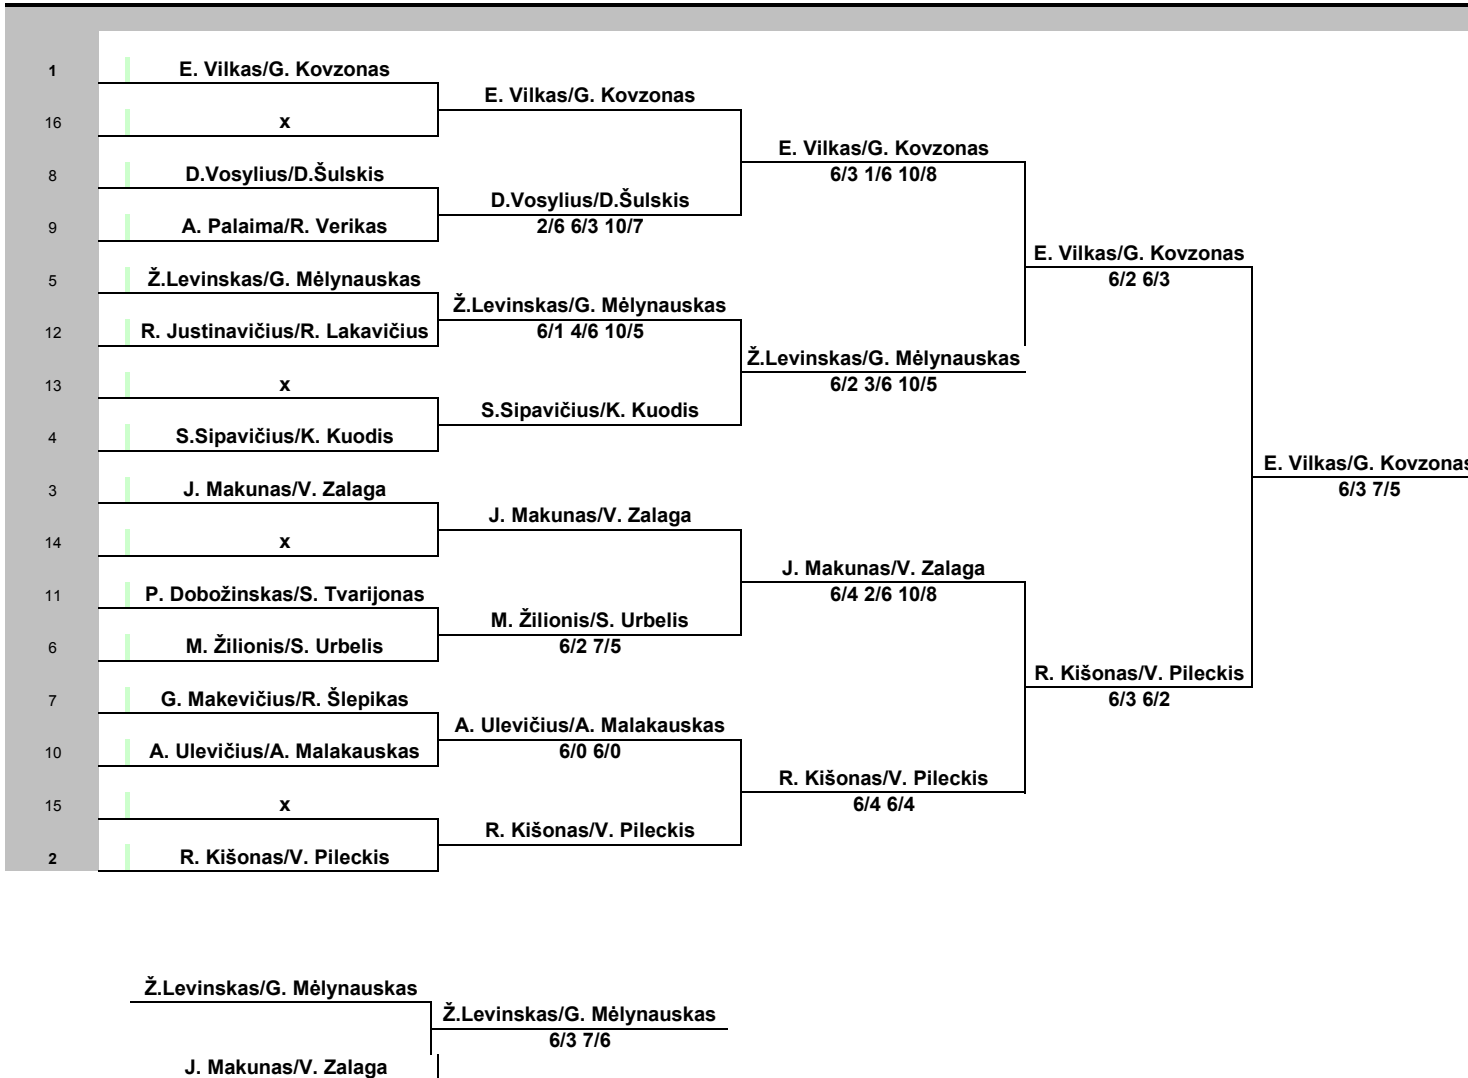 1
E. Vilkas/G. Kovzonas
E. Vilkas/G. Kovzonas
16
x
E. Vilkas/G. Kovzonas
6/3 1/6 10/8
8
D.Vosylius/D.Šulskis
D.Vosylius/D.Šulskis
2/6 6/3 10/7
9
A. Palaima/R. Verikas
E. Vilkas/G. Kovzonas
6/2 6/3
5
Ž.Levinskas/G. Mėlynauskas
Ž.Levinskas/G. Mėlynauskas
6/1 4/6 10/5
12
R. Justinavičius/R. Lakavičius
Ž.Levinskas/G. Mėlynauskas
6/2 3/6 10/5
13
x
S.Sipavičius/K. Kuodis
4
S.Sipavičius/K. Kuodis
E. Vilkas/G. Kovzonas
6/3 7/5
3
J. Makunas/V. Zalaga
J. Makunas/V. Zalaga
14
x
J. Makunas/V. Zalaga
6/4 2/6 10/8
11
P. Dobožinskas/S. Tvarijonas
M. Žilionis/S. Urbelis
6/2 7/5
6
M. Žilionis/S. Urbelis
R. Kišonas/V. Pileckis
6/3 6/2
7
G. Makevičius/R. Šlepikas
A. Ulevičius/A. Malakauskas
6/0 6/0
10
A. Ulevičius/A. Malakauskas
R. Kišonas/V. Pileckis
6/4 6/4
15
x
R. Kišonas/V. Pileckis
2
R. Kišonas/V. Pileckis
Ž.Levinskas/G. Mėlynauskas
Ž.Levinskas/G. Mėlynauskas
6/3 7/6
J. Makunas/V. Zalaga